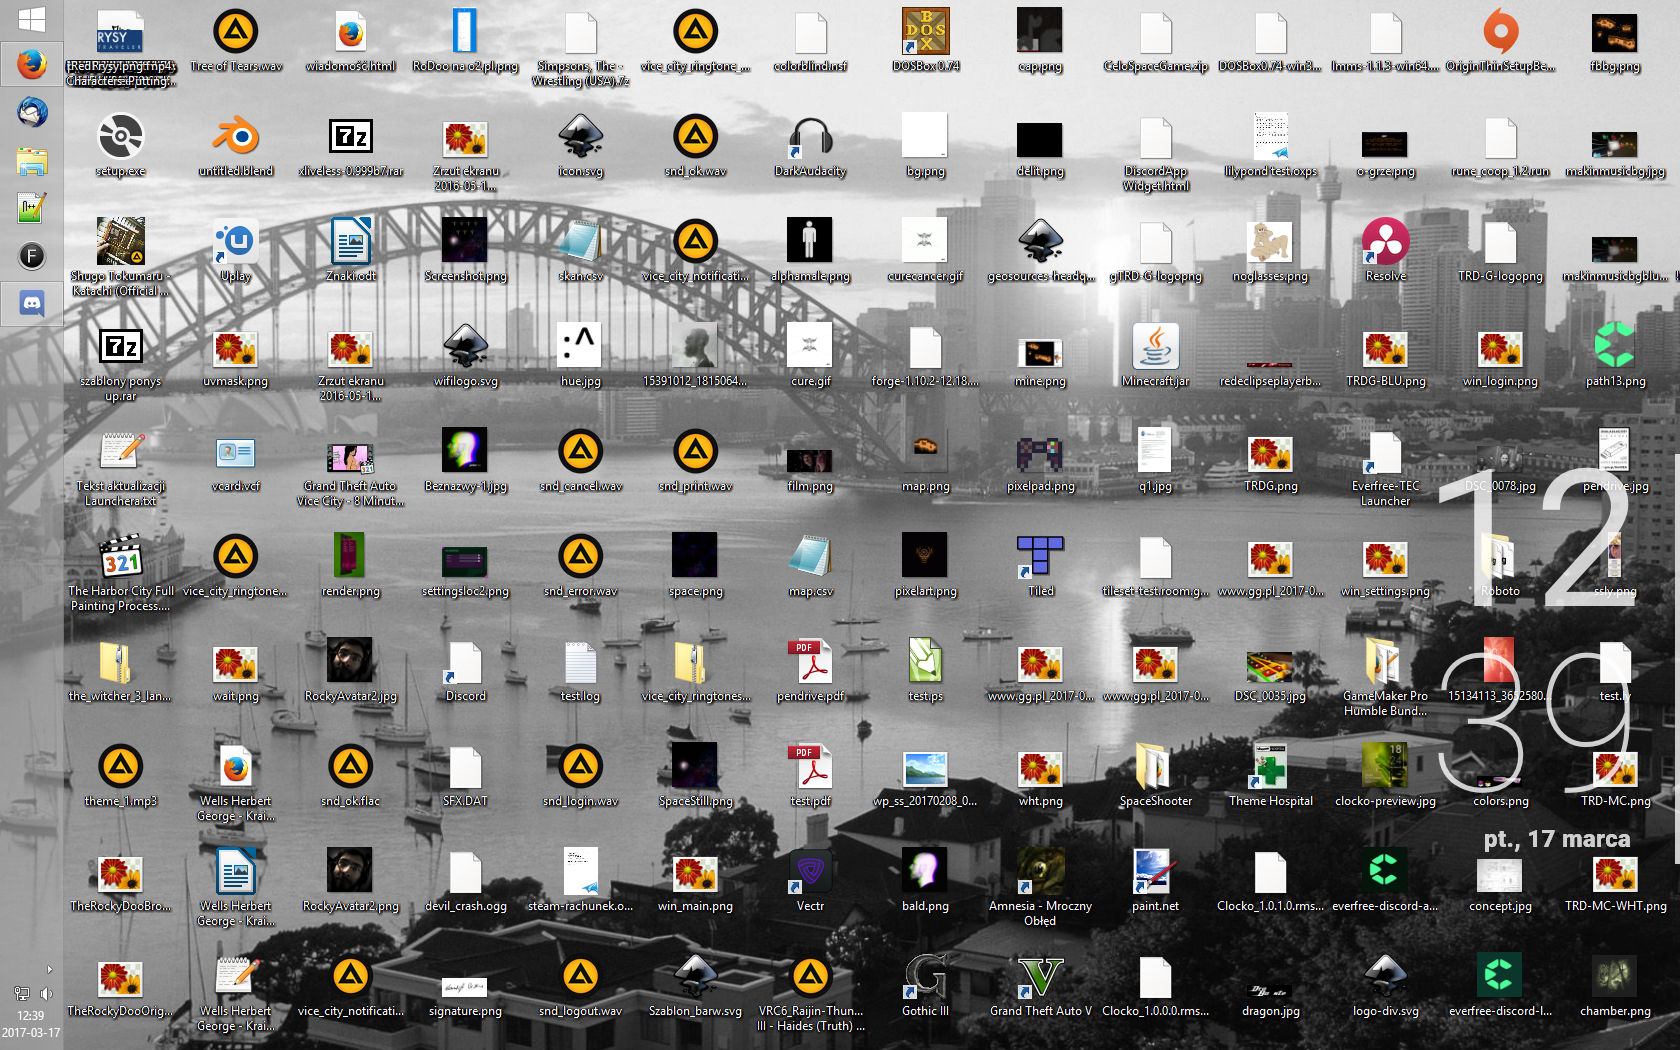 [RedRysy.png.mp4]
Characters:Pipting...
Tree of Tears.wav
wiadomość.html
RoDoo na o2.pl.png
Simpsons, The -
Wrestling (USA).7z
vice_city_ringtone_...
colorblind.nsf
DOSBox 0.74
cap.png
CeloSpaceGame.zip
DOSBox0.74-win3...
lmms-1.1.3-win64....
OriginThinSetupBe...
fbbg.png
setup.exe
untitled.blend
xliveless-0.999b7.rar
Zrzut ekranu
2016-05-1...
icon.svg
snd_ok.wav
DarkAudacity
bg.png
delit.png
DiscordApp
Widget.html
lilypond test.oxps
o-grze.png
rune_coop_1.2.run
makinmusicbg.jpg
Shugo Tokumaru -
Katachi (Official ...
Uplay
Znaki.odt
Screenshot.png
skan.csv
vice_city_notificati...
alphamale.png
curecancer.gif
geosources-headq...
gTRD-G-logopng
noglasses.png
Resolve
TRD-G-logopng
makinmusicbgblu...
szablony ponys
up.rar
uvmask.png
Zrzut ekranu
2016-05-1...
wifilogo.svg
hue.jpg
15391012_1815064...
cure.gif
forge-1.10.2-12.18....
mine.png
Minecraft.jar
redeclipseplayerb...
TRDG-BLU.png
win_login.png
path13.png
Tekst aktualizacji
Launchera.txt
vcard.vcf
Grand Theft Auto
Vice City - 8 Minut...
Beznazwy-1.jpg
snd_cancel.wav
snd_print.wav
film.png
map.png
pixelpad.png
q1.jpg
TRDG.png
Everfree-TEC
Launcher
DSC_0078.jpg
pendrive.jpg
12
The Harbor City Full
Painting Process....
vice_city_ringtone...
render.png
settingsloc2.png
snd_error.wav
space.png
map.csv
pixelart.png
Tiled
tileset-test.room.g...
www.gg.pl_2017-0...
win_settings.png
Roboto
ssly.png
the_witcher_3_lan...
wait.png
RockyAvatar2.jpg
Discord
test.log
vice_city_ringtones...
pendrive.pdf
test.ps
www.gg.pl_2017-0...
www.gg.pl_2017-0...
DSC_0035.jpg
GameMaker Pro
Humble Bund...
15134113_3652580...
test.ly
39
theme_1.mp3
Wells Herbert
George - Krai...
snd_ok.flac
SFX.DAT
snd_login.wav
SpaceStill.png
test.pdf
wp_ss_20170208_0...
wht.png
SpaceShooter
Theme Hospital
clocko-preview.jpg
colors.png
TRD-MC.png
pt., 17 marca
TheRockyDooBro...
Wells Herbert
George - Krai...
RockyAvatar2.png
devil_crash.ogg
steam-rachunek.o...
win_main.png
Vectr
bald.png
Amnesia - Mroczny
Obłęd
paint.net
Clocko_1.0.1.0.rms...
everfree-discord-a...
concept.jpg
TRD-MC-WHT.png
TheRockyDooOrig...
Wells Herbert
George - Krai...
vice_city_notificati...
signature.png
snd_logout.wav
Szablon_barw.svg
VRC6_Raijin-Thun...
III - Haides (Truth) ...
Gothic III
Grand Theft Auto V
Clocko_1.0.0.0.rms...
dragon.jpg
logo-div.svg
everfree-discord-l...
chamber.png
12:39
2017-03-17